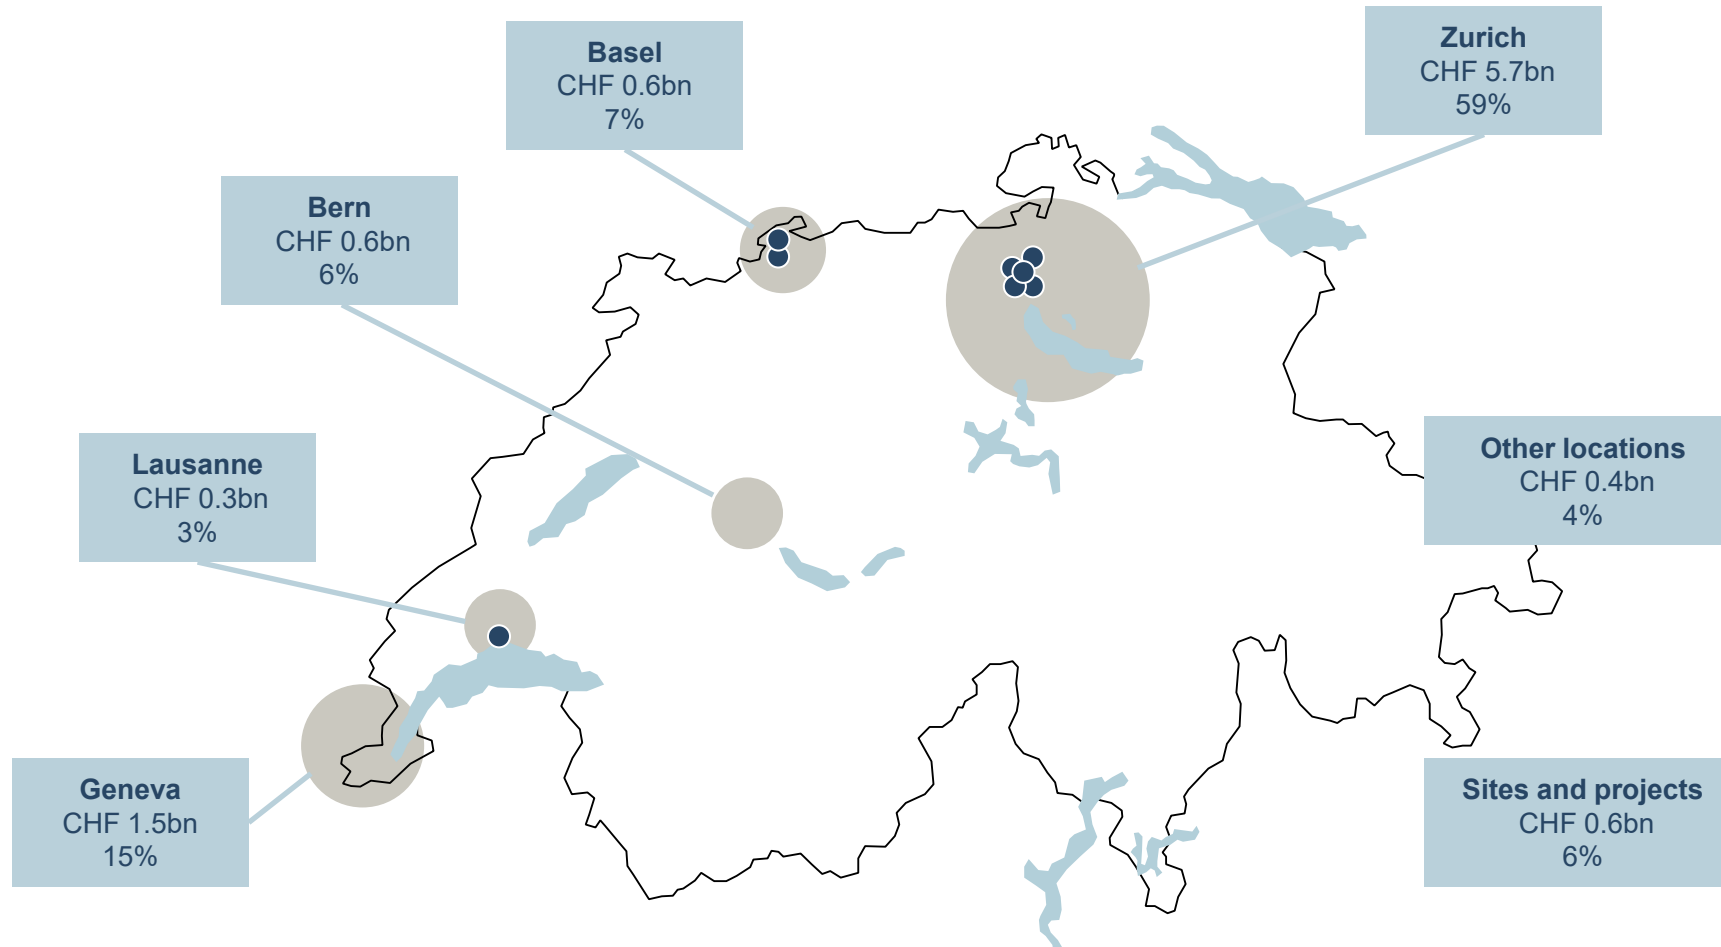 Basel
CHF 0.6bn
7%
Zurich
CHF 5.7bn
59%
Bern
CHF 0.6bn
6%
Lausanne
CHF 0.3bn
3%
Other locations
CHF 0.4bn
4%
Geneva
CHF 1.5bn
15%
Sites and projects
CHF 0.6bn
6%